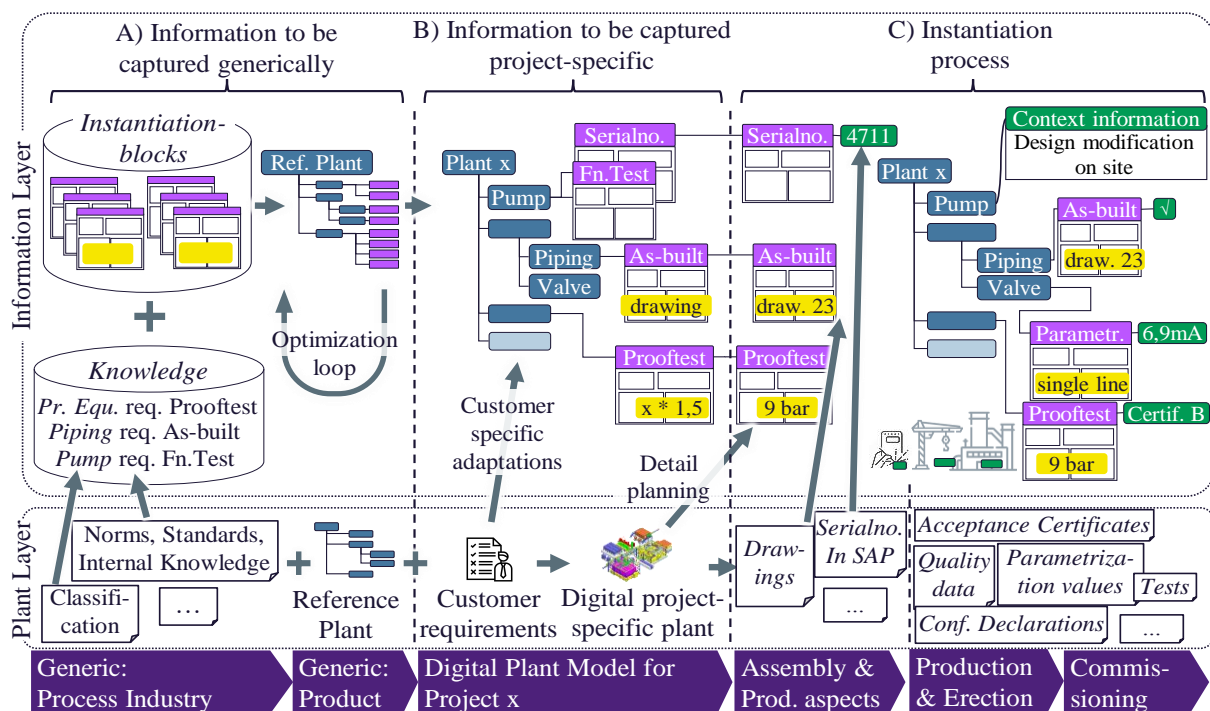 A) Information to be
captured generically
B) Information to be captured
project-specific
C) Instantiation
process
Information Layer
Instantiation-
blocks
Ref. Plant
Optimization
loop
Knowledge
Pr. Equ. req. Prooftest
Piping req. As-built
Pump req. Fn.Test
Plant x
Pump
Piping
Valve
Serialno.
Fn.Test
As-built
drawing
Prooftest
x * 1,5
Customer
specific
adaptations
Detail
planning
Serialno.
4711
As-built
draw. 23
Prooftest
9 bar
Context information
Design modification
on site
Plant x
Pump
Piping
Valve
As-built
√
draw. 23
Parametr.
6,9mA
single line
Prooftest
Certif. B
9 bar
Plant Layer
Norms, Standards,
Internal Knowledge
Classifi-
cation
...
Reference
Plant
Customer
requirements
Digital project-
specific plant
Draw-
ings
Serialno.
In SAP
...
Acceptance Certificates
Quality
data
Parametriza-
tion values
Tests
Conf. Declarations
...
Generic:
Process Industry
Generic:
Product
Digital Plant Model for
Project x
Assembly &
Prod. aspects
Production
& Erection
Commis-
sioning